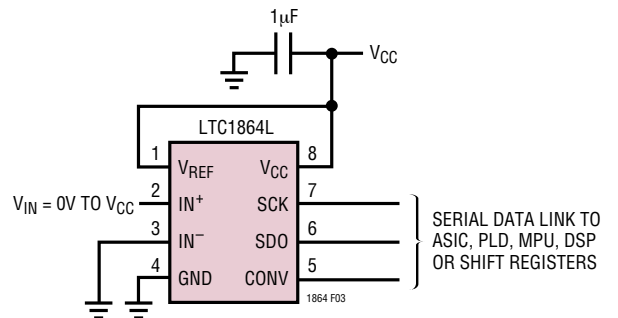 1µF
VCC
LTC1864L
1 VREF VCC 8
VIN = 0V TO VCC 2 IN+ SCK 7
3 IN− SDO 6
4 GND CONV 5
SERIAL DATA LINK TO
ASIC, PLD, MPU, DSP
OR SHIFT REGISTERS
1864 F03